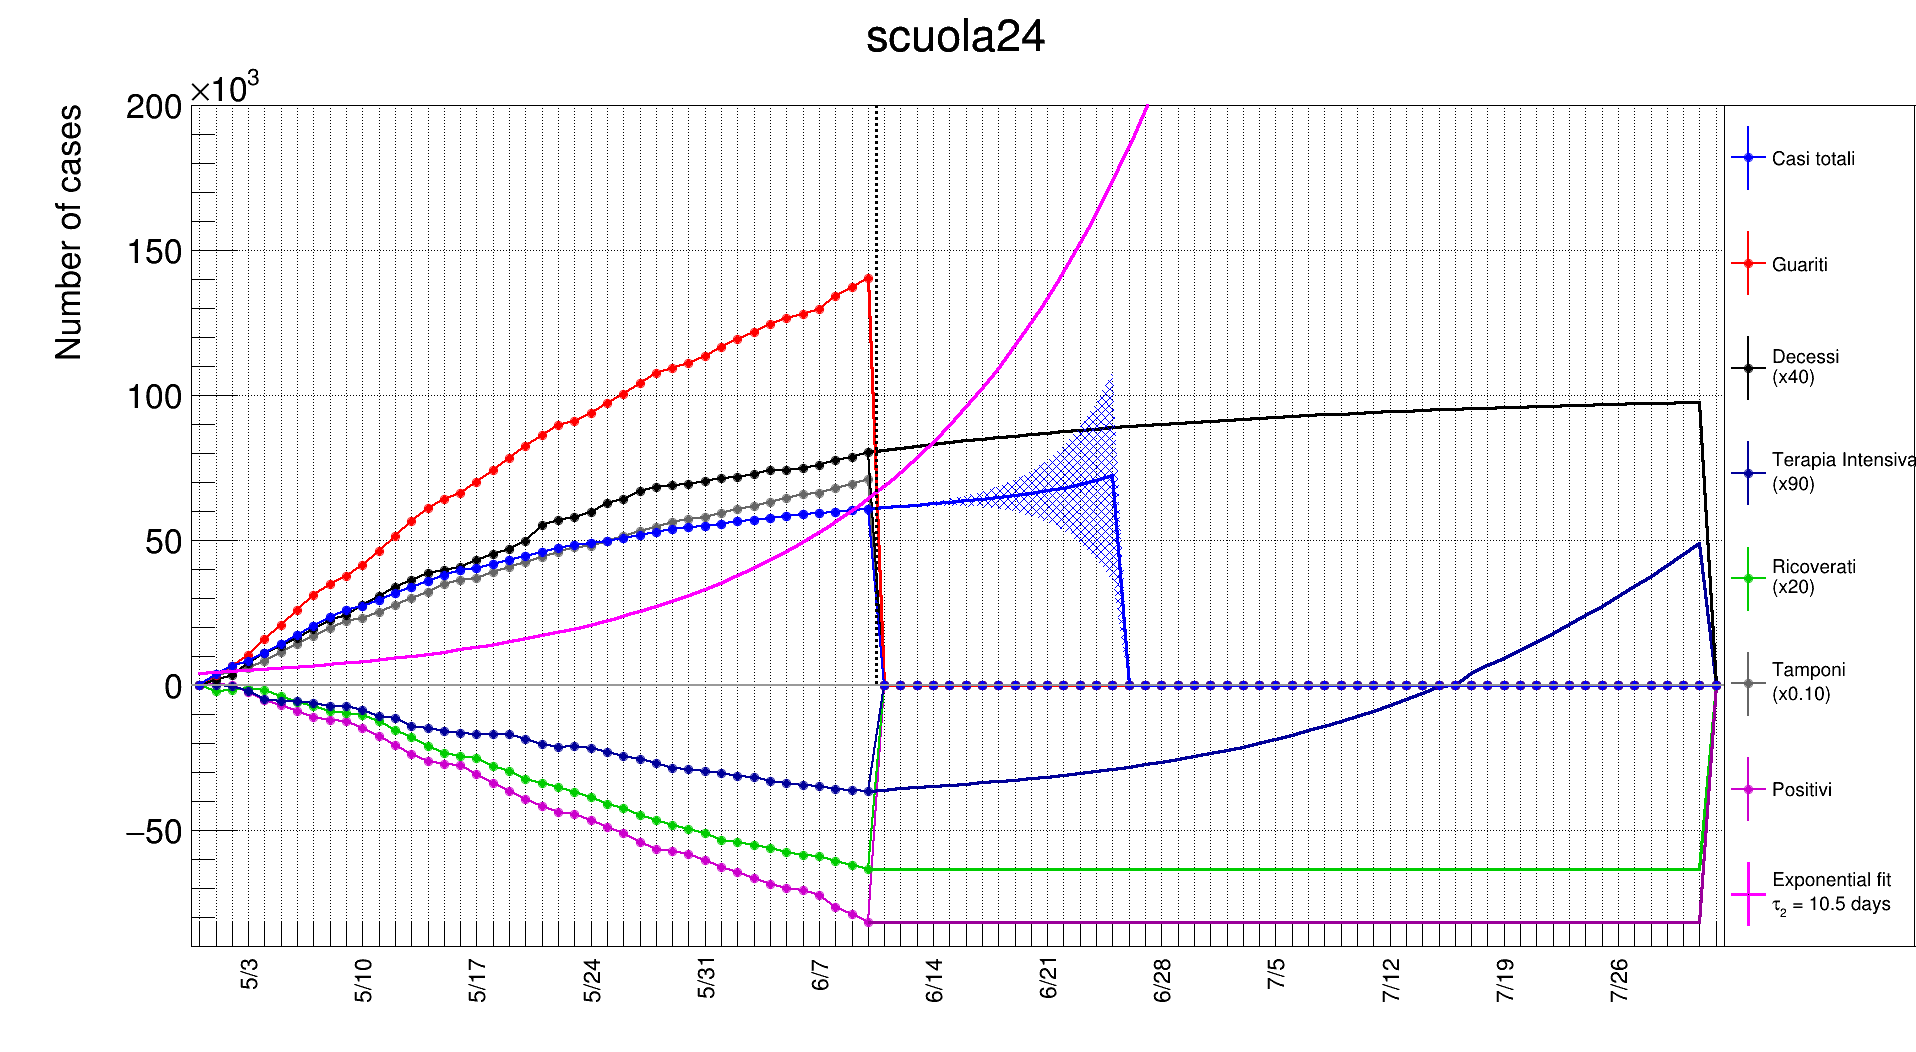 scuola24
×10³
Number of cases
200
150
100
50
0
−50
5/3
5/10
5/17
5/24
5/31
6/7
6/14
6/21
6/28
7/5
7/12
7/19
7/26
Casi totali
Guariti
Decessi
(x40)
Terapia Intensiva
(x90)
Ricoverati
(x20)
Tamponi
(x0.10)
Positivi
Exponential fit
τ₂ = 10.5 days